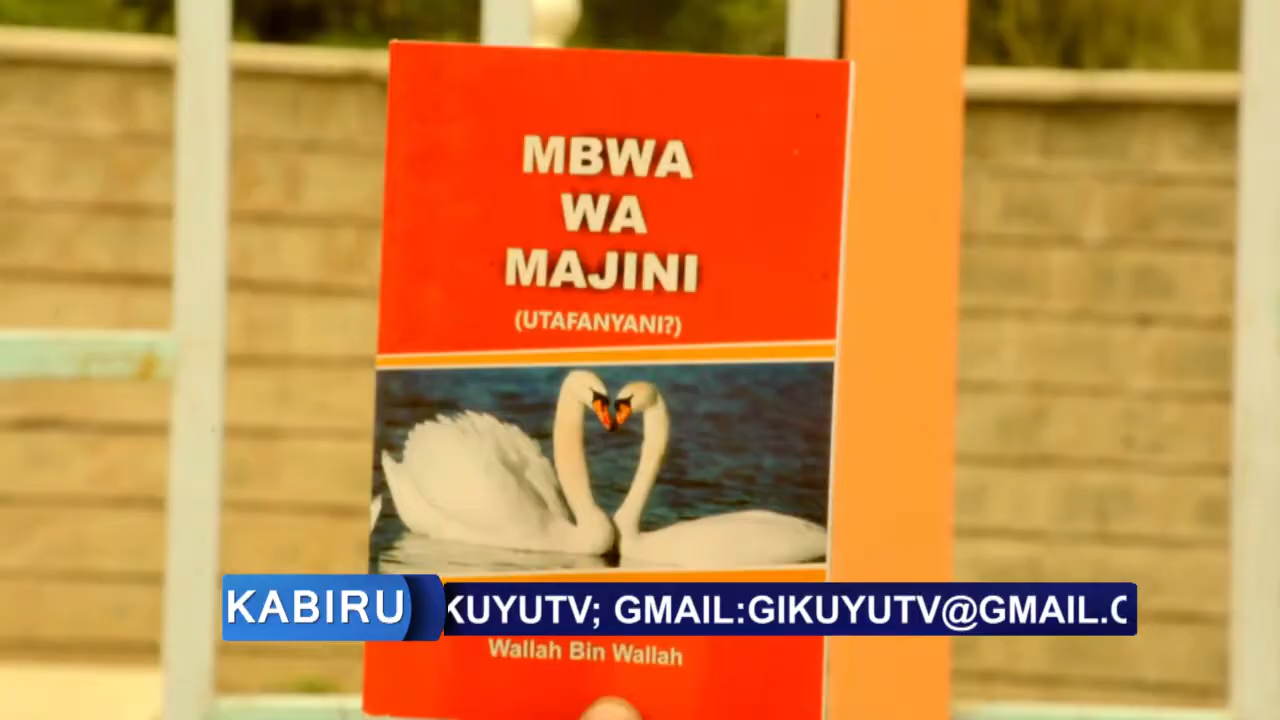 MBWA
WA
MAJINI
(UTAFANYANI?)
KABIRU
KUYUTV; GMAIL:GIKUYUTV@GMAIL.C
Wallah Bin Wallah